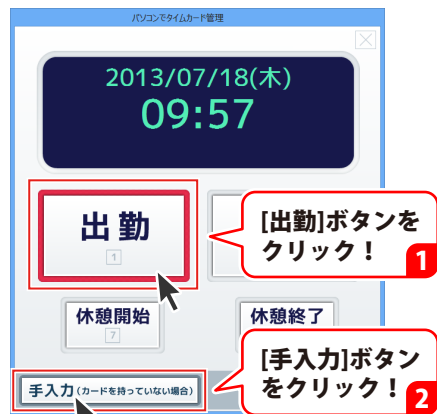 パソコンでタイムカード管理
2013/07/18(木)
09:57
出勤
1
[出勤]ボタンを
クリック！
1
休憩開始
7
休憩終了
手入力(カードを持っていない場合)
[手入力]ボタン
をクリック！
2